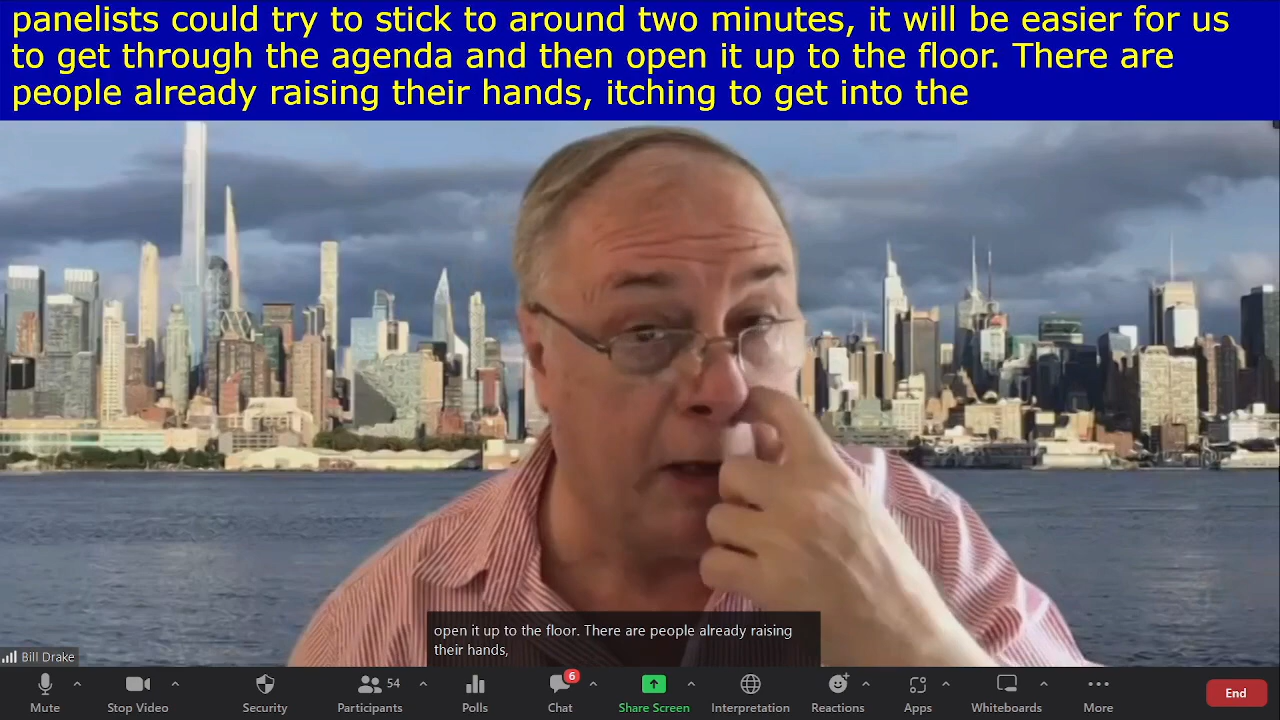 panelists could try to stick to around two minutes, it will be easier for us
to get through the agenda and then open it up to the floor. There are
people already raising their hands, itching to get into the
open it up to the floor. There are people already raising
their hands,
Bill Drake
Mute
Stop Video
Security
54
Participants
Polls
6
Chat
Share Screen
Interpretation
Reactions
Apps
Whiteboards
More
End